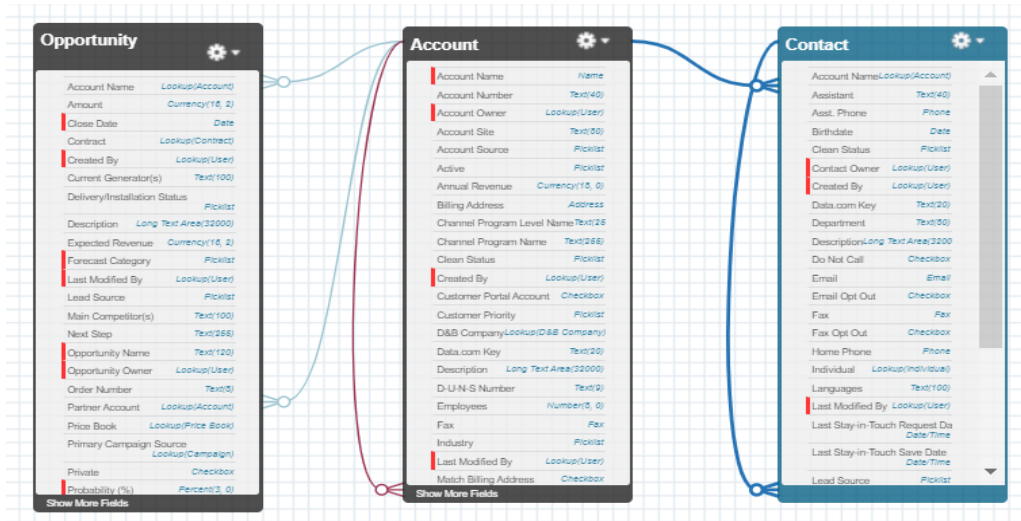 Opportunity
Account Name Lookup(Account)
Amount Currency(16, 2)
Close Date Date
Contract Lookup(Contract)
Created By Lookup(User)
Current Generator(s) Text(100)
Delivery/Installation Status
Picklist
Description Long Text Area(32000)
Expected Revenue Currency(16, 2)
Forecast Category Picklist
Last Modified By Lookup(User)
Lead Source Picklist
Main Competitor(s) Text(100)
Next Step Text(255)
Opportunity Name Text(120)
Opportunity Owner Lookup(User)
Order Number Text(5)
Partner Account Lookup(Account)
Price Book Lookup(Price Book)
Primary Campaign Source
Lookup(Campaign)
Private Checkbox
Probability (%) Percent(3, 0)
Show More Fields
Account
Account Name Name
Account Number Text(40)
Account Owner Lookup(User)
Account Site Text(80)
Account Source Picklist
Active Picklist
Annual Revenue Currency(18, 0)
Billing Address Address
Channel Program Level Name Text(25
Channel Program Name Text(255)
Clean Status Picklist
Created By Lookup(User)
Customer Portal Account Checkbox
Customer Priority Picklist
D&B Company Lookup(D&B Company)
Data.com Key Text(20)
Description Long Text Area(32000)
D-U-N-S Number Text(9)
Employees Number(8, 0)
Fax Fax
Industry Picklist
Last Modified By Lookup(User)
Match Billing Address Checkbox
Show More Fields
Contact
Account Name Lookup(Account)
Assistant Text(40)
Asst. Phone Phone
Birthdate Date
Clean Status Picklist
Contact Owner Lookup(User)
Created By Lookup(User)
Data.com Key Text(20)
Department Text(80)
Description Long Text Area(3200
Do Not Call Checkbox
Email Email
Email Opt Out Checkbox
Fax Fax
Fax Opt Out Checkbox
Home Phone Phone
Individual Lookup(Individual)
Languages Text(100)
Last Modified By Lookup(User)
Last Stay-in-Touch Request Da
Date/Time
Last Stay-in-Touch Save Date
Date/Time
Lead Source Picklist